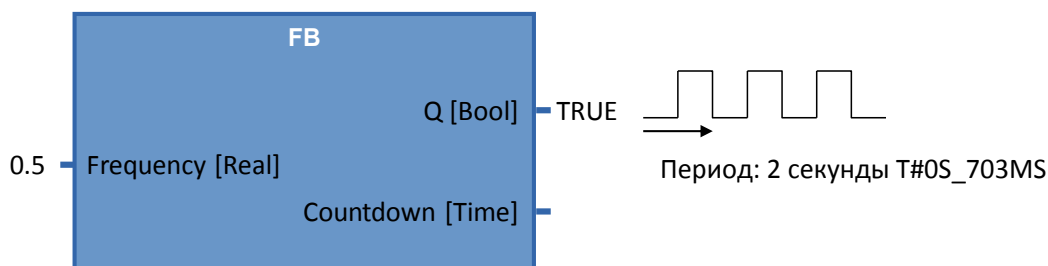 FB
Q [Bool]
TRUE
0.5
Frequency [Real]
Период: 2 секунды T#0S_703MS
Countdown [Time]